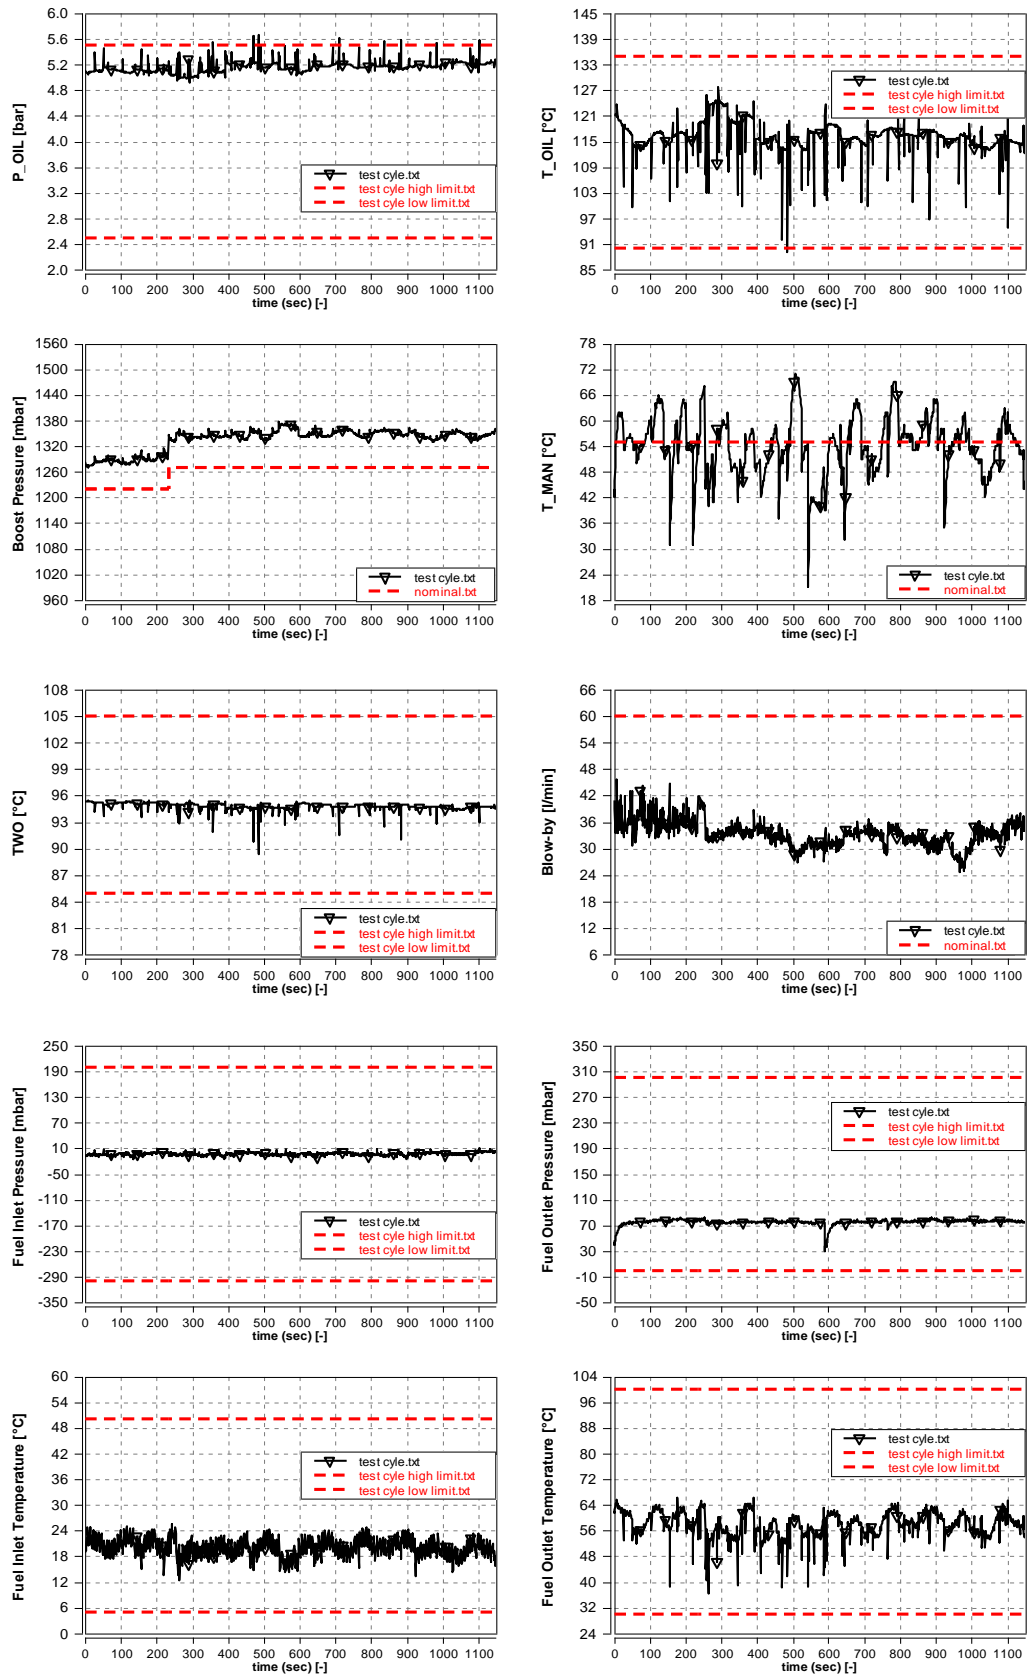 P_OIL [bar]
6.0
5.6
5.2
4.8
4.4
4.0
3.6
3.2
2.8
2.4
2.0
test cyle.txt
test cyle high limit.txt
test cyle low limit.txt
0 100 200 300 400 500 600 700 800 900 1000 1100
time (sec) [-]
T_OIL [°C]
145
139
133
127
121
115
109
103
97
91
85
test cyle.txt
test cyle high limit.txt
test cyle low limit.txt
0 100 200 300 400 500 600 700 800 900 1000 1100
time (sec) [-]
Boost Pressure [mbar]
1560
1500
1440
1380
1320
1260
1200
1140
1080
1020
960
test cyle.txt
nominal.txt
0 100 200 300 400 500 600 700 800 900 1000 1100
time (sec) [-]
T_MAN [°C]
78
72
66
60
54
48
42
36
30
24
18
test cyle.txt
nominal.txt
0 100 200 300 400 500 600 700 800 900 1000 1100
time (sec) [-]
TWO [°C]
108
105
102
99
96
93
90
87
84
81
78
test cyle.txt
test cyle high limit.txt
test cyle low limit.txt
0 100 200 300 400 500 600 700 800 900 1000 1100
time (sec) [-]
Blow-by [l/min]
66
60
54
48
42
36
30
24
18
12
6
test cyle.txt
nominal.txt
0 100 200 300 400 500 600 700 800 900 1000 1100
time (sec) [-]
Fuel Inlet Pressure [mbar]
250
190
130
70
10
-50
-110
-170
-230
-290
-350
test cyle.txt
test cyle high limit.txt
test cyle low limit.txt
0 100 200 300 400 500 600 700 800 900 1000 1100
time (sec) [-]
Fuel Outlet Pressure [mbar]
350
310
270
230
190
150
110
70
30
-10
-50
test cyle.txt
test cyle high limit.txt
test cyle low limit.txt
0 100 200 300 400 500 600 700 800 900 1000 1100
time (sec) [-]
Fuel Inlet Temperature [°C]
60
54
48
42
36
30
24
18
12
6
0
test cyle.txt
test cyle high limit.txt
test cyle low limit.txt
0 100 200 300 400 500 600 700 800 900 1000 1100
time (sec) [-]
Fuel Outlet Temperature [°C]
104
96
88
80
72
64
56
48
40
32
24
test cyle.txt
test cyle high limit.txt
test cyle low limit.txt
0 100 200 300 400 500 600 700 800 900 1000 1100
time (sec) [-]